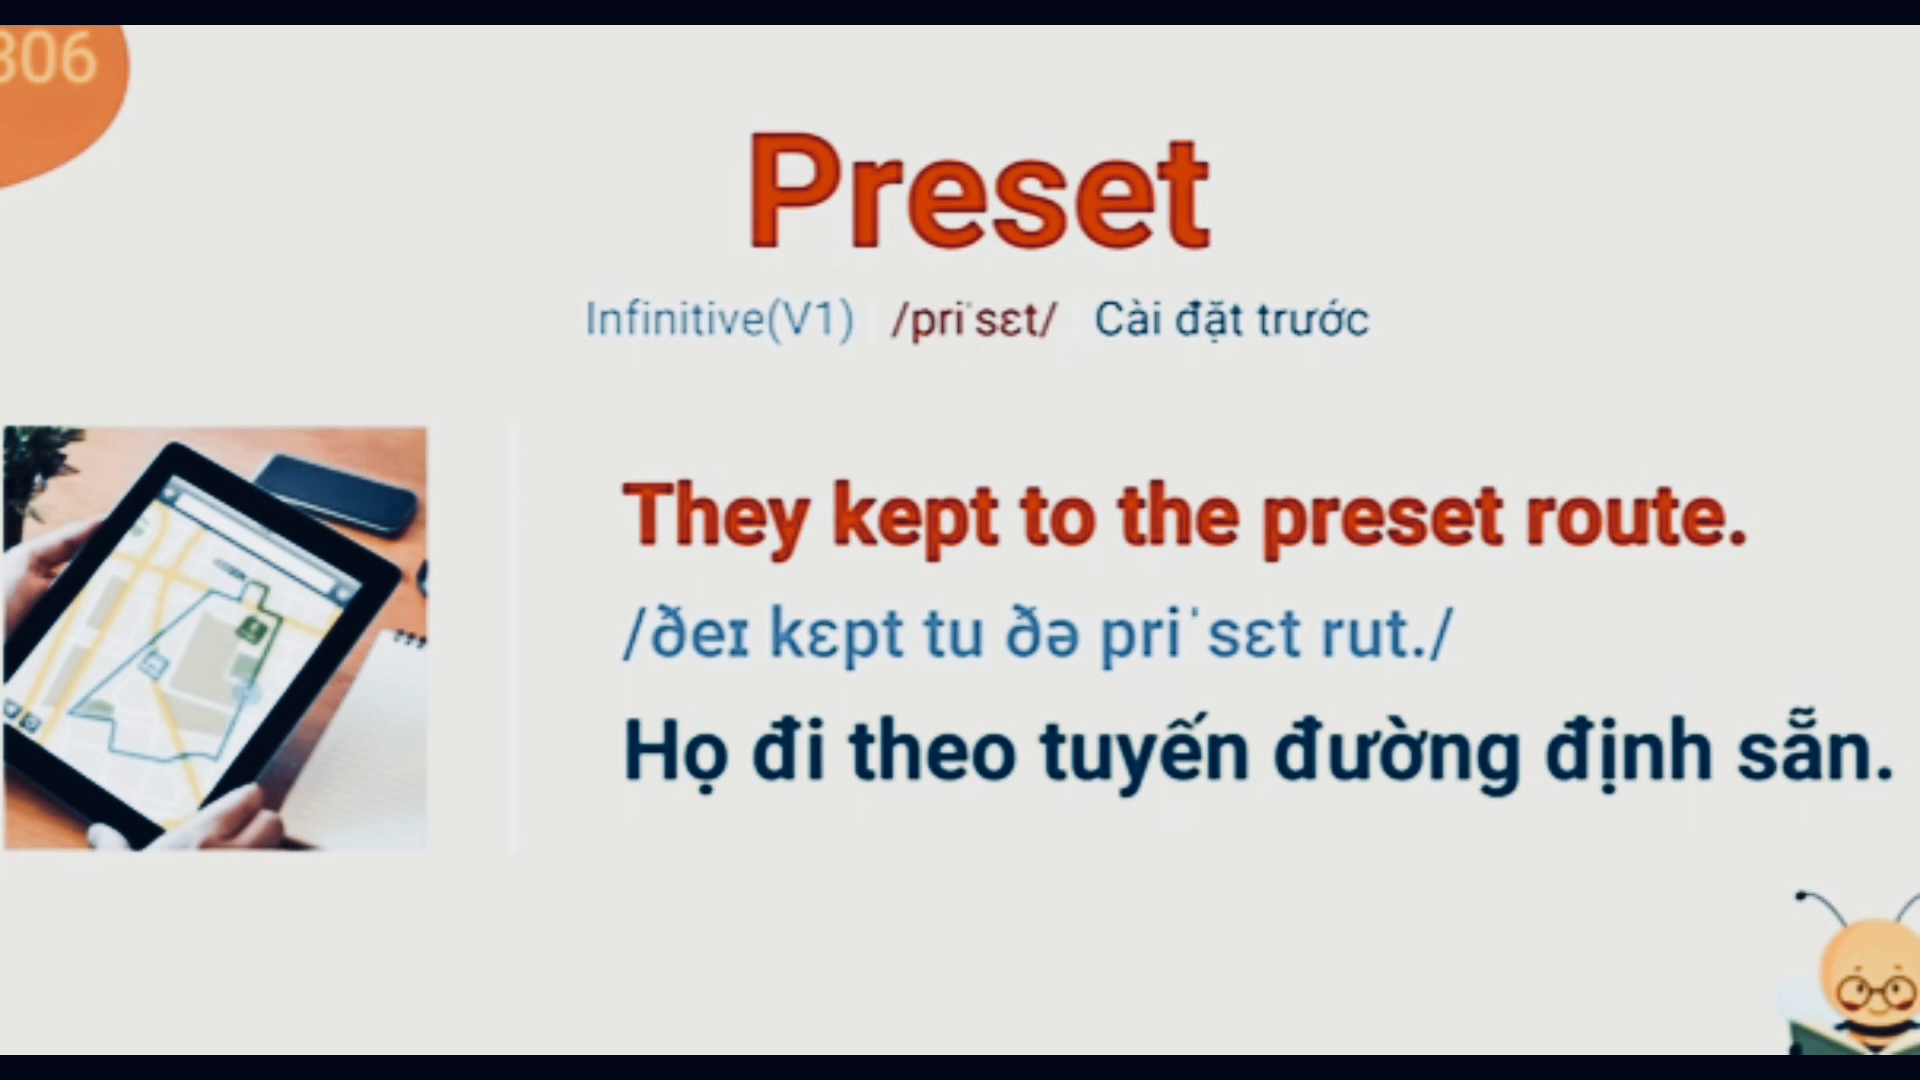 306
Preset
Infinitive(V1) /priˈsɛt/ Cài đặt trước
They kept to the preset route.
/ðeɪ kɛpt tu ðə priˈsɛt rut./
Họ đi theo tuyến đường định sẵn.